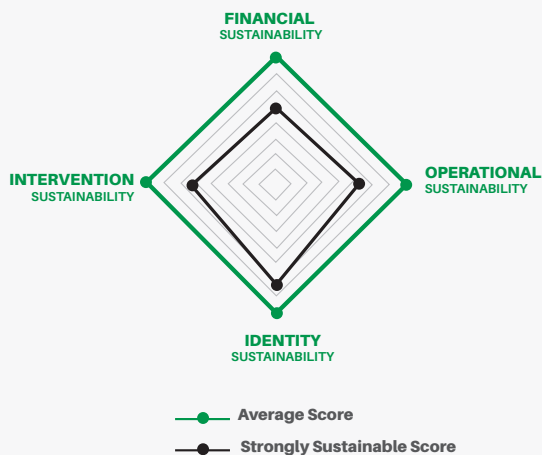 FINANCIAL
SUSTAINABILITY
INTERVENTION
SUSTAINABILITY
OPERATIONAL
SUSTAINABILITY
IDENTITY
SUSTAINABILITY
Average Score
Strongly Sustainable Score